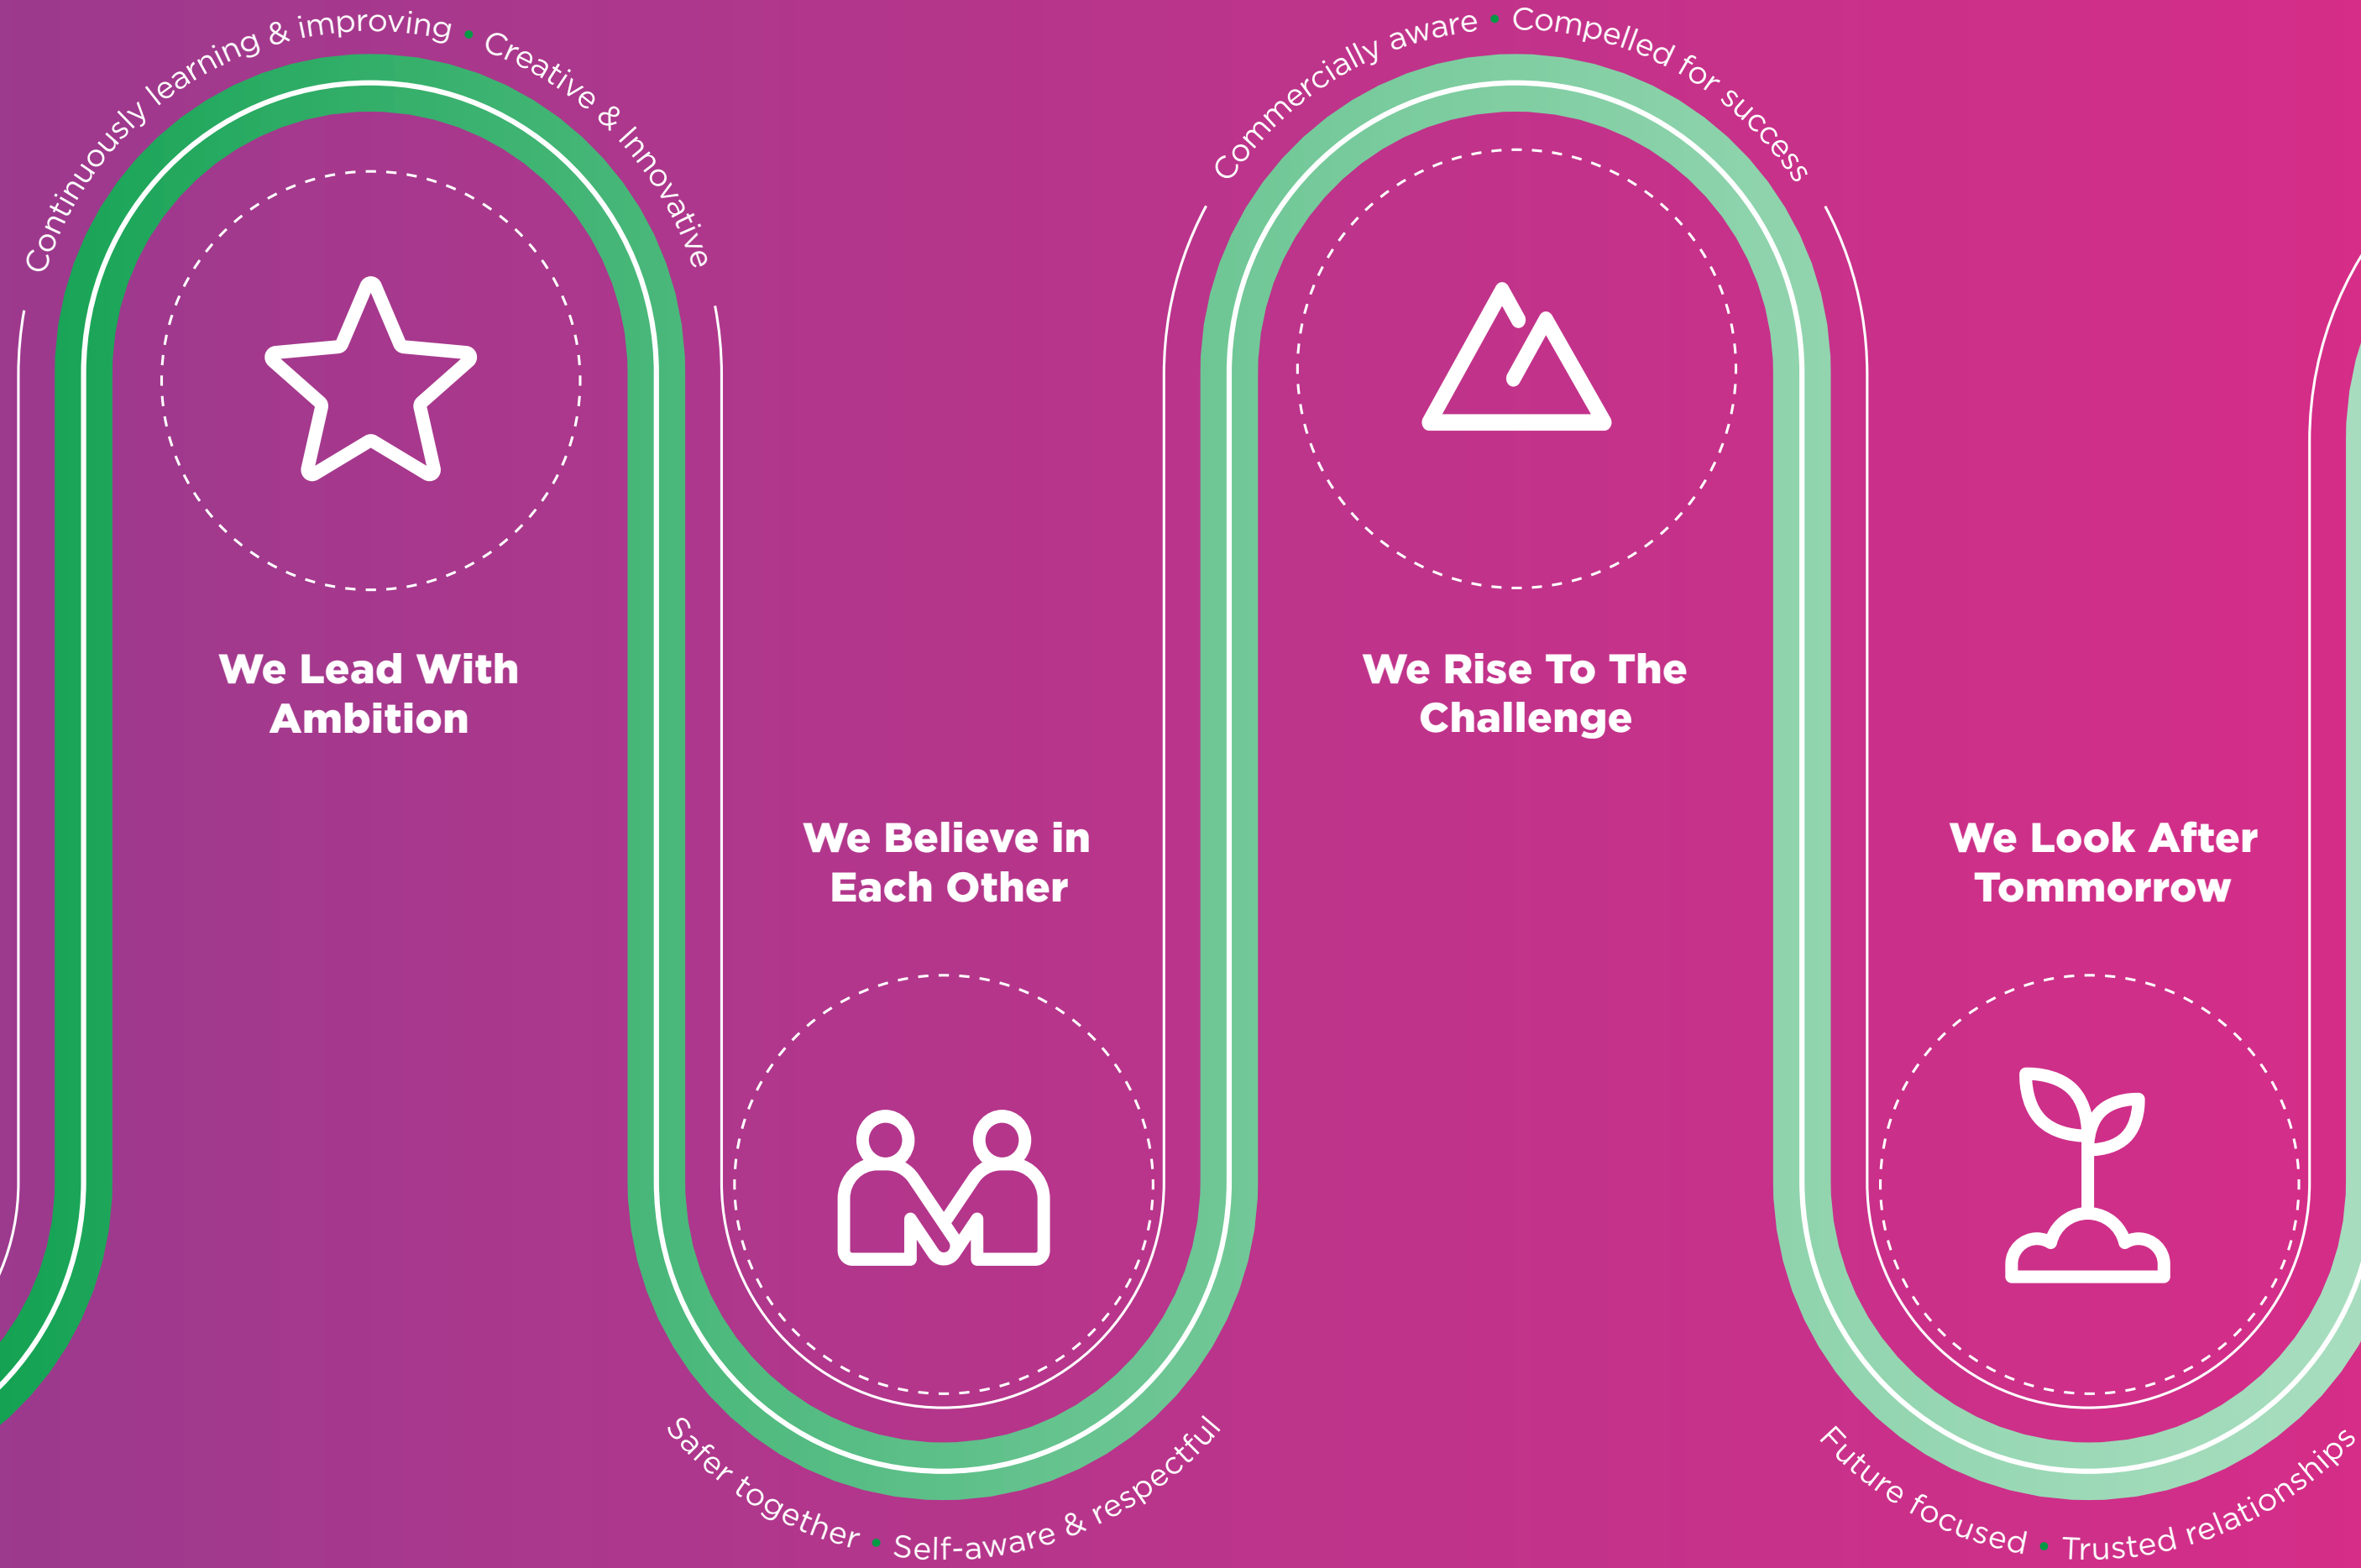 Continuously learning & improving • Creative & Innovative
We Lead With
Ambition
We Believe in
Each Other
Safer together • Self-aware & respectful
Commercially aware • Compelled for success
We Rise To The
Challenge
We Look After
Tommorrow
Future focused • Trusted relationships